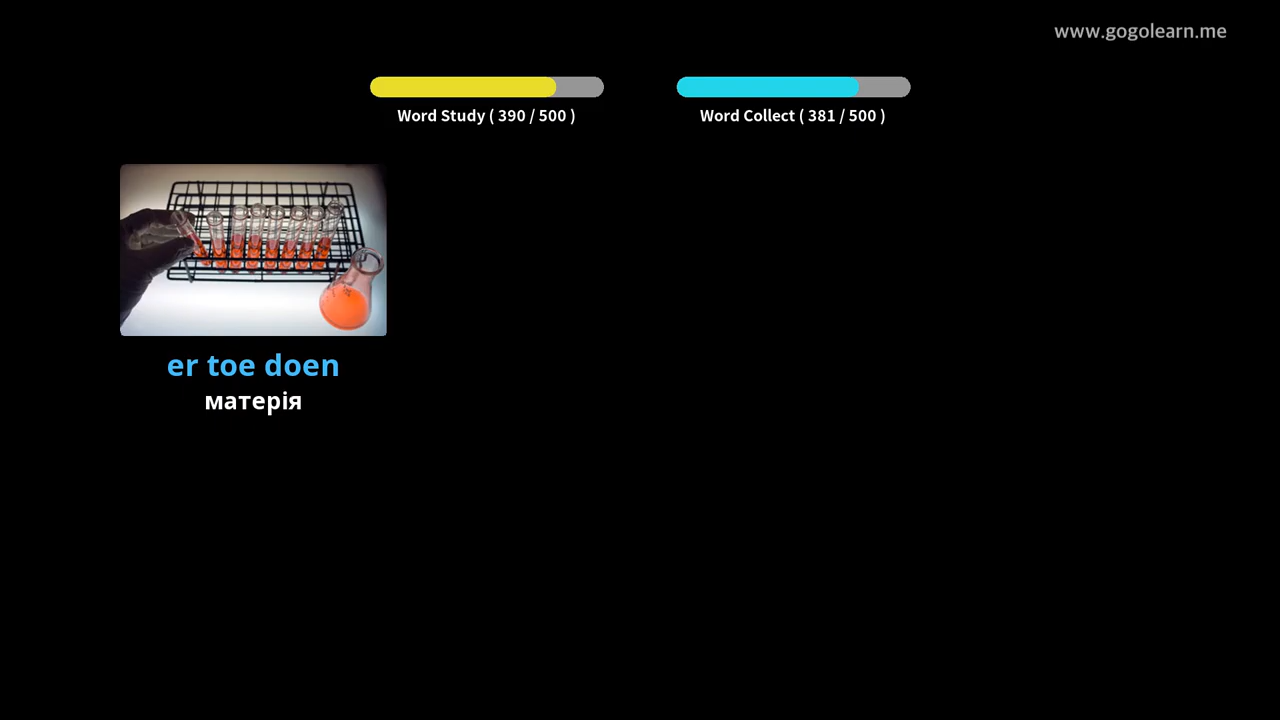 www.gogolearn.me
Word Study ( 390 / 500 )
Word Collect ( 381 / 500 )
er toe doen
матерія